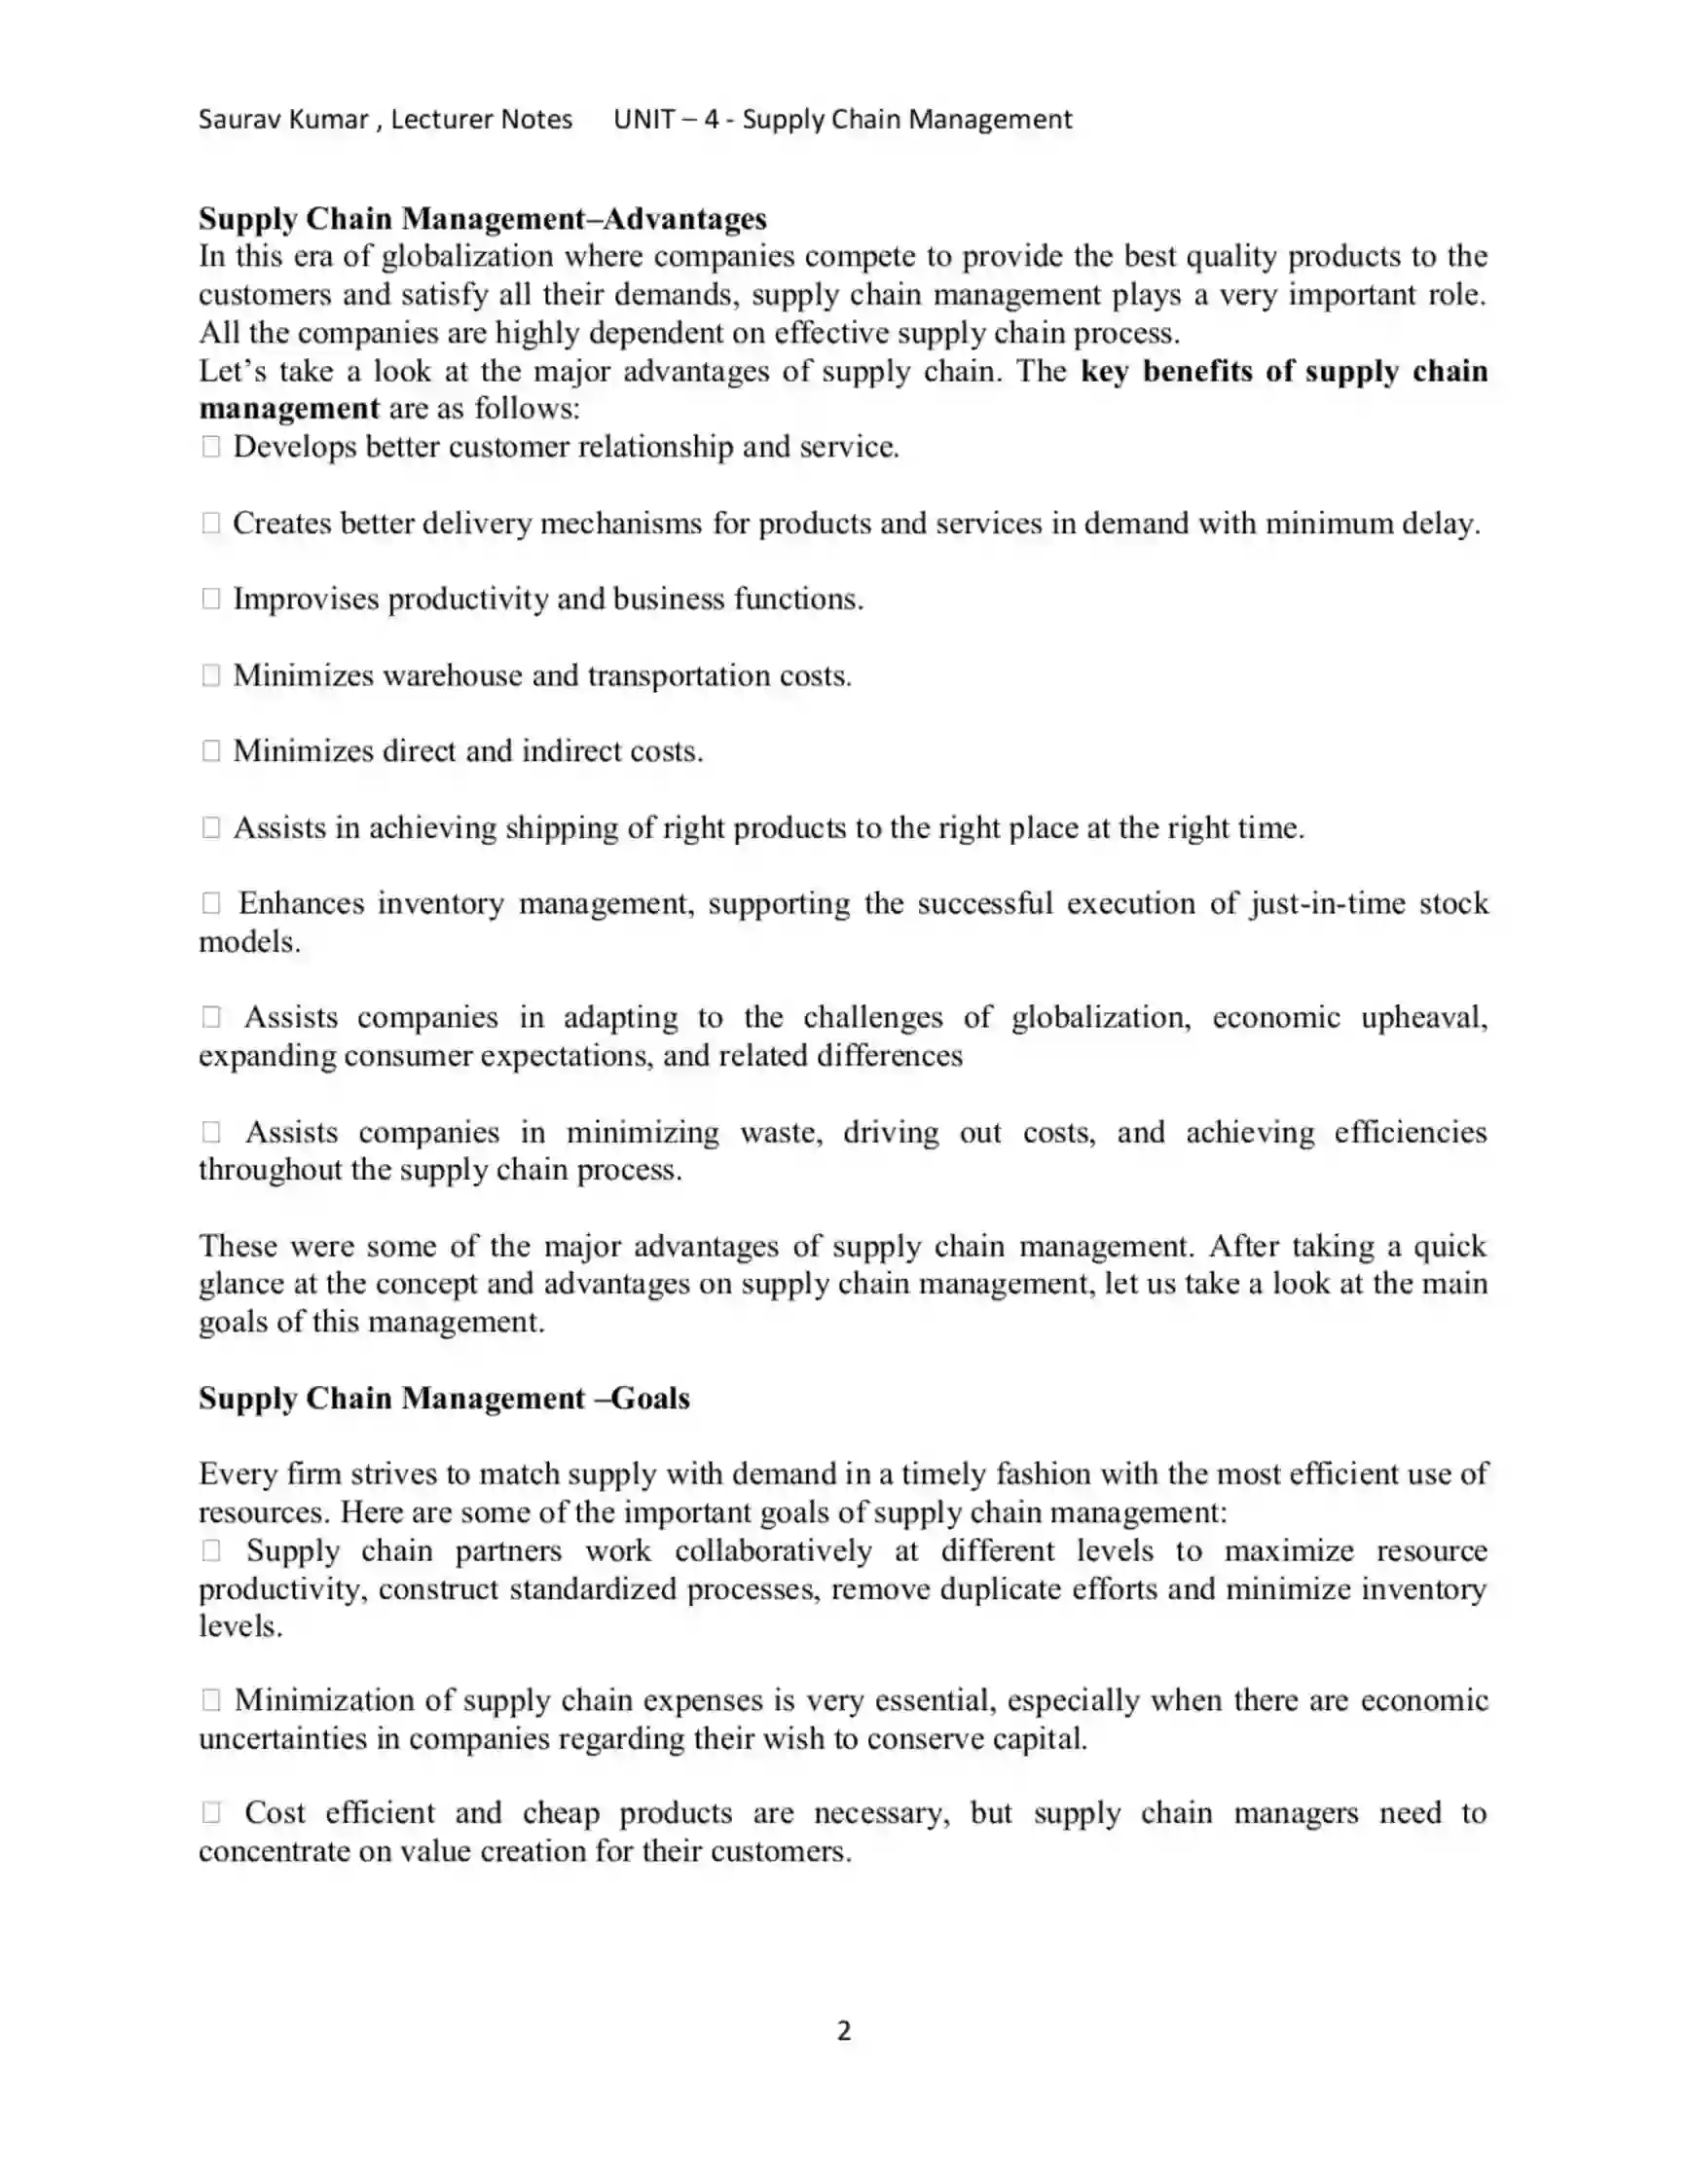 Saurav Kumar , Lecturer Notes UNIT – 4 - Supply Chain Management
Supply Chain Management–Advantages
In this era of globalization where companies compete to provide the best quality products to the
customers and satisfy all their demands, supply chain management plays a very important role.
All the companies are highly dependent on effective supply chain process.
Let’s take a look at the major advantages of supply chain. The key benefits of supply chain
management are as follows:
□ Develops better customer relationship and service.
□ Creates better delivery mechanisms for products and services in demand with minimum delay.
□ Improvises productivity and business functions.
□ Minimizes warehouse and transportation costs.
□ Minimizes direct and indirect costs.
□ Assists in achieving shipping of right products to the right place at the right time.
□ Enhances inventory management, supporting the successful execution of just-in-time stock
models.
□ Assists companies in adapting to the challenges of globalization, economic upheaval,
expanding consumer expectations, and related differences
□ Assists companies in minimizing waste, driving out costs, and achieving efficiencies
throughout the supply chain process.
These were some of the major advantages of supply chain management. After taking a quick
glance at the concept and advantages on supply chain management, let us take a look at the main
goals of this management.
Supply Chain Management –Goals
Every firm strives to match supply with demand in a timely fashion with the most efficient use of
resources. Here are some of the important goals of supply chain management:
□ Supply chain partners work collaboratively at different levels to maximize resource
productivity, construct standardized processes, remove duplicate efforts and minimize inventory
levels.
□ Minimization of supply chain expenses is very essential, especially when there are economic
uncertainties in companies regarding their wish to conserve capital.
□ Cost efficient and cheap products are necessary, but supply chain managers need to
concentrate on value creation for their customers.
2